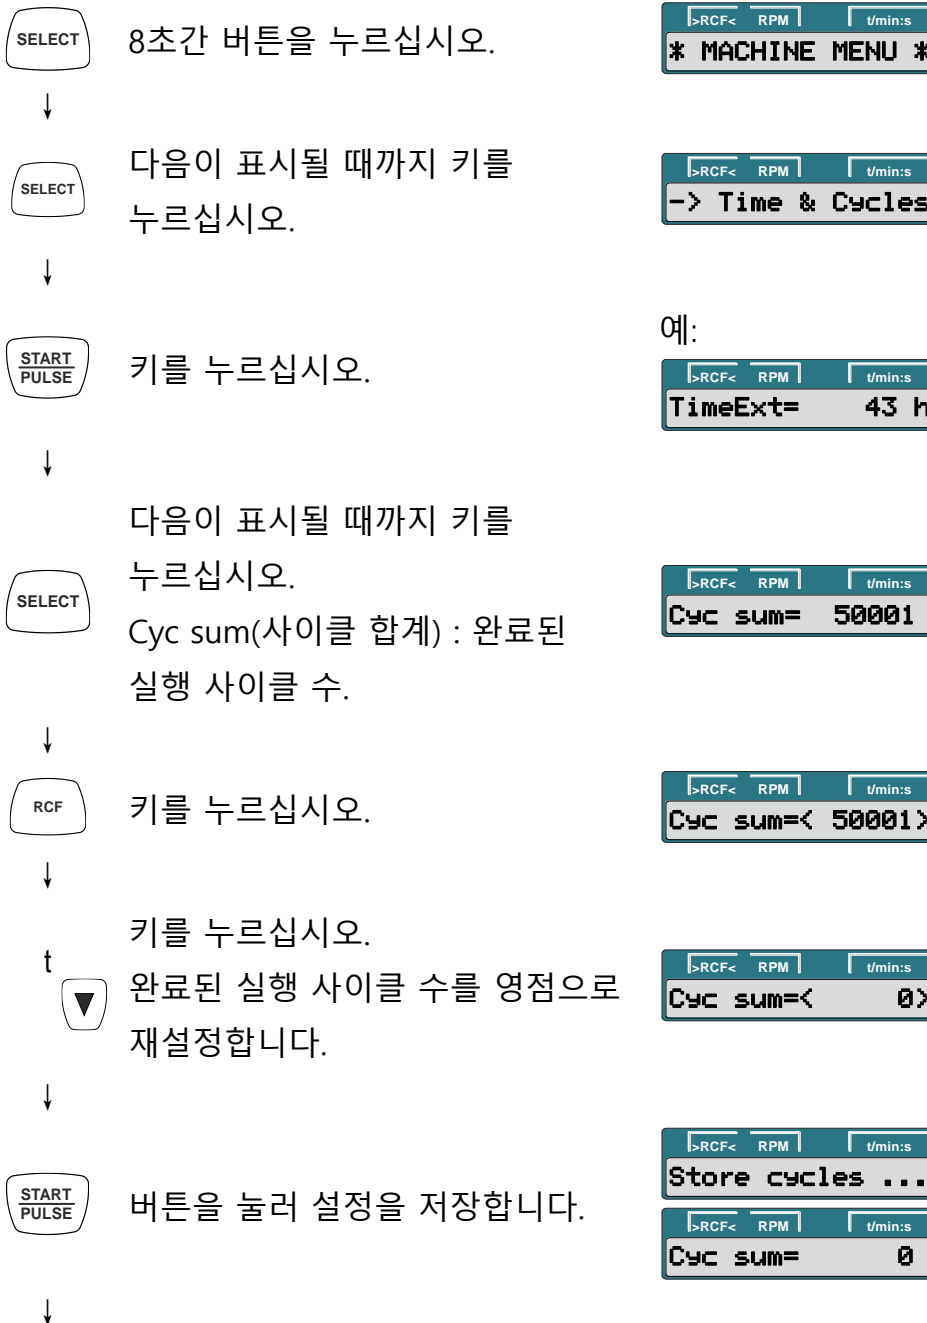 SELECT
8초간 버튼을 누르십시오.
>RCF< RPM t/min:s
* MACHINE MENU *
↓
SELECT
다음이 표시될 때까지 키를
누르십시오.
>RCF< RPM t/min:s
-> Time & Cycles
↓
START
PULSE
키를 누르십시오.
예:
>RCF< RPM t/min:s
TimeExt= 43 h
↓
SELECT
다음이 표시될 때까지 키를
누르십시오.
Cyc sum(사이클 합계) : 완료된
실행 사이클 수.
>RCF< RPM t/min:s
Cyc sum= 50001
↓
RCF
키를 누르십시오.
>RCF< RPM t/min:s
Cyc sum=< 50001>
↓
t
▼
키를 누르십시오.
완료된 실행 사이클 수를 영점으로
재설정합니다.
>RCF< RPM t/min:s
Cyc sum=< 0>
↓
START
PULSE
버튼을 눌러 설정을 저장합니다.
>RCF< RPM t/min:s
Store cycles ...
>RCF< RPM t/min:s
Cyc sum= 0
↓